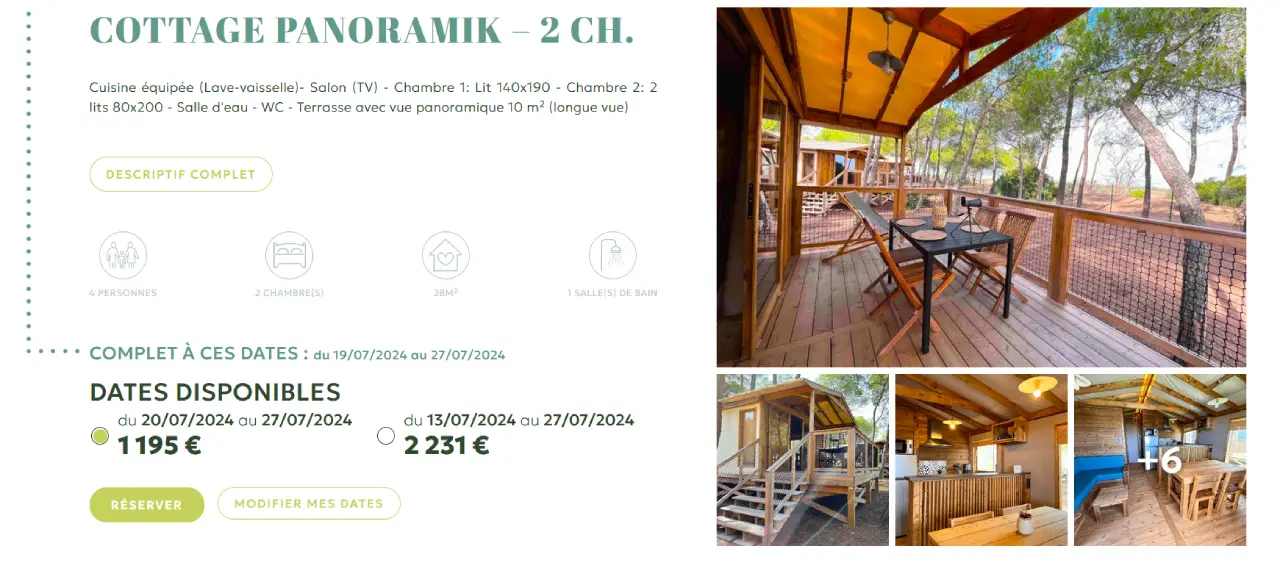 COTTAGE PANORAMIK – 2 CH.
Cuisine équipée (Lave-vaisselle)- Salon (TV) - Chambre 1: Lit 140x190 - Chambre 2: 2
lits 80x200 - Salle d'eau - WC - Terrasse avec vue panoramique 10 m² (longue vue)
DESCRIPTIF COMPLET
4 PERSONNES
2 CHAMBRE(S)
28M²
1 SALLE(S) DE BAIN
COMPLET À CES DATES : du 19/07/2024 au 27/07/2024
DATES DISPONIBLES
du 20/07/2024 au 27/07/2024
1 195 €
du 13/07/2024 au 27/07/2024
2 231 €
RÉSERVER
MODIFIER MES DATES
+6